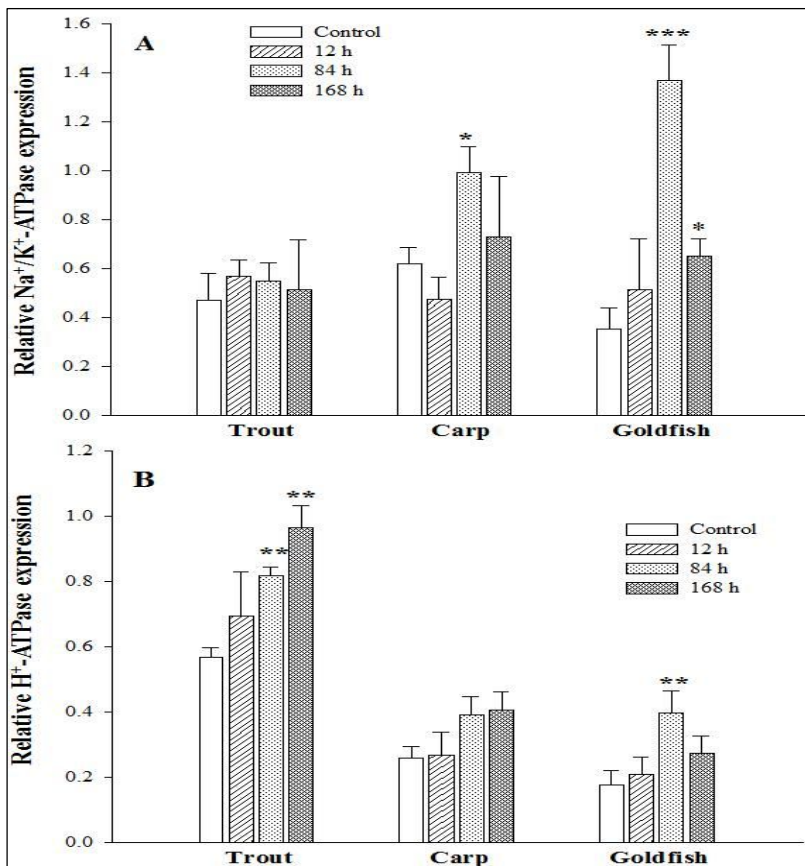 A
Control
12 h
84 h
168 h
Relative Na⁺/K⁺-ATPase expression
1.6
1.4
1.2
1.0
0.8
0.6
0.4
0.2
0.0
*
***
*
Trout Carp Goldfish
B
Control
12 h
84 h
168 h
Relative H⁺-ATPase expression
1.2
1.0
0.8
0.6
0.4
0.2
0.0
**
**
**
Trout Carp Goldfish